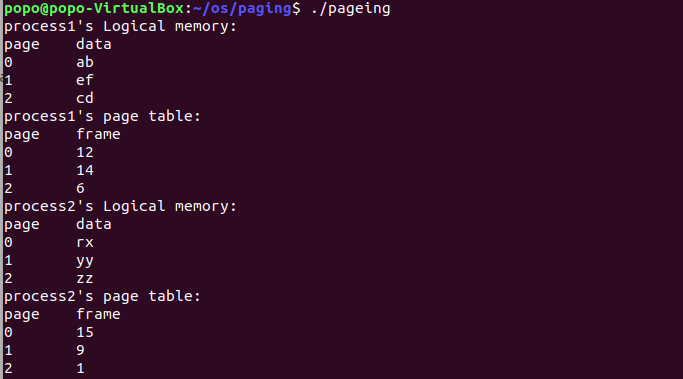 popo@popo-VirtualBox:~/os/paging$ ./pageing
process1's Logical memory:
page    data
0       ab
1       ef
2       cd
process1's page table:
page    frame
0       12
1       14
2       6
process2's Logical memory:
page    data
0       rx
1       yy
2       zz
process2's page table:
page    frame
0       15
1       9
2       1